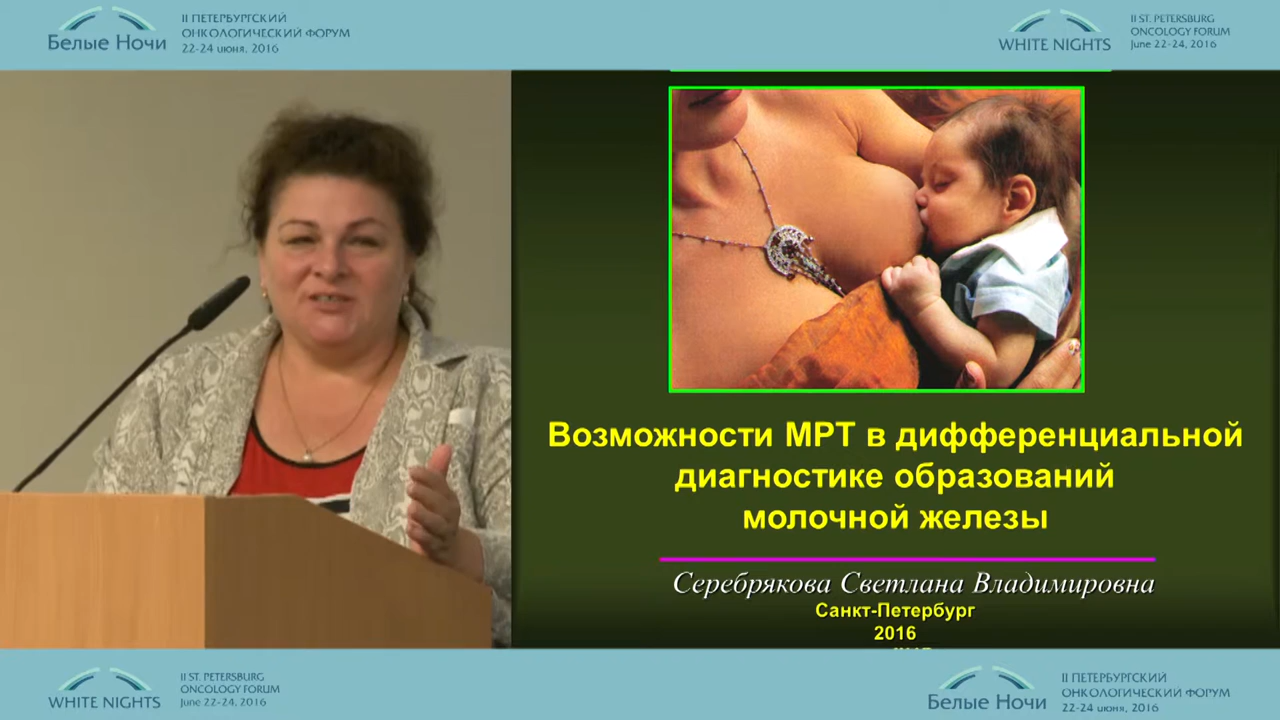 Белые Ночи
II ПЕТЕРБУРГСКИЙ
ОНКОЛОГИЧЕСКИЙ ФОРУМ
22-24 июня, 2016
WHITE NIGHTS
II ST. PETERSBURG
ONCOLOGY FORUM
June 22-24, 2016
Возможности МРТ в дифференциальной
диагностике образований
молочной железы
Серебрякова Светлана Владимировна
Санкт-Петербург
2016
WHITE NIGHTS
II ST. PETERSBURG
ONCOLOGY FORUM
June 22-24, 2016
Белые Ночи
II ПЕТЕРБУРГСКИЙ
ОНКОЛОГИЧЕСКИЙ ФОРУМ
22-24 июня, 2016